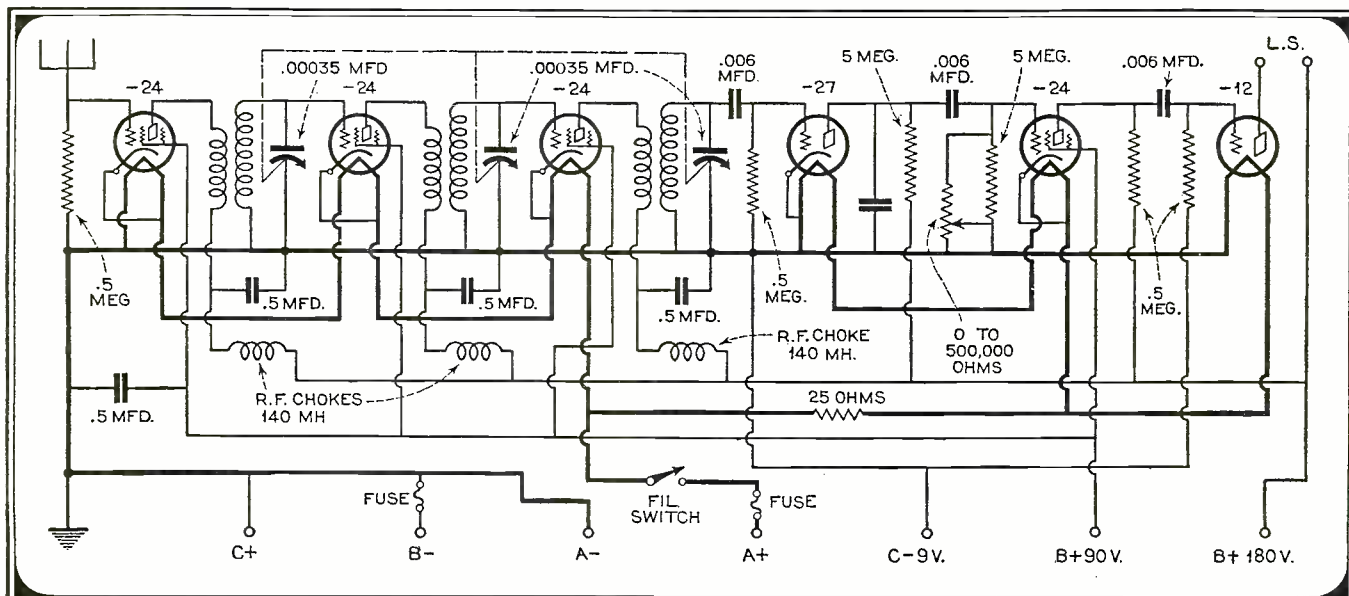 L.S.
.00035 MFD
.00035 MFD.
.006
MFD.
5 MEG.
.006
MFD.
5 MEG.
.006 MFD.
-24
-24
-24
-27
-24
-12
.5
MEG
.5 MFD.
.5 MFD.
.5 MFD.
.5
MEG.
0 TO
500,000
OHMS
.5
MEG.
R.F. CHOKE
140 MH.
R.F. CHOKES
140 MH
.5 MFD.
25 OHMS
FUSE
FIL.
SWITCH
FUSE
C+
B-
A-
A+
C-9V.
B+90V.
B+ 180V.